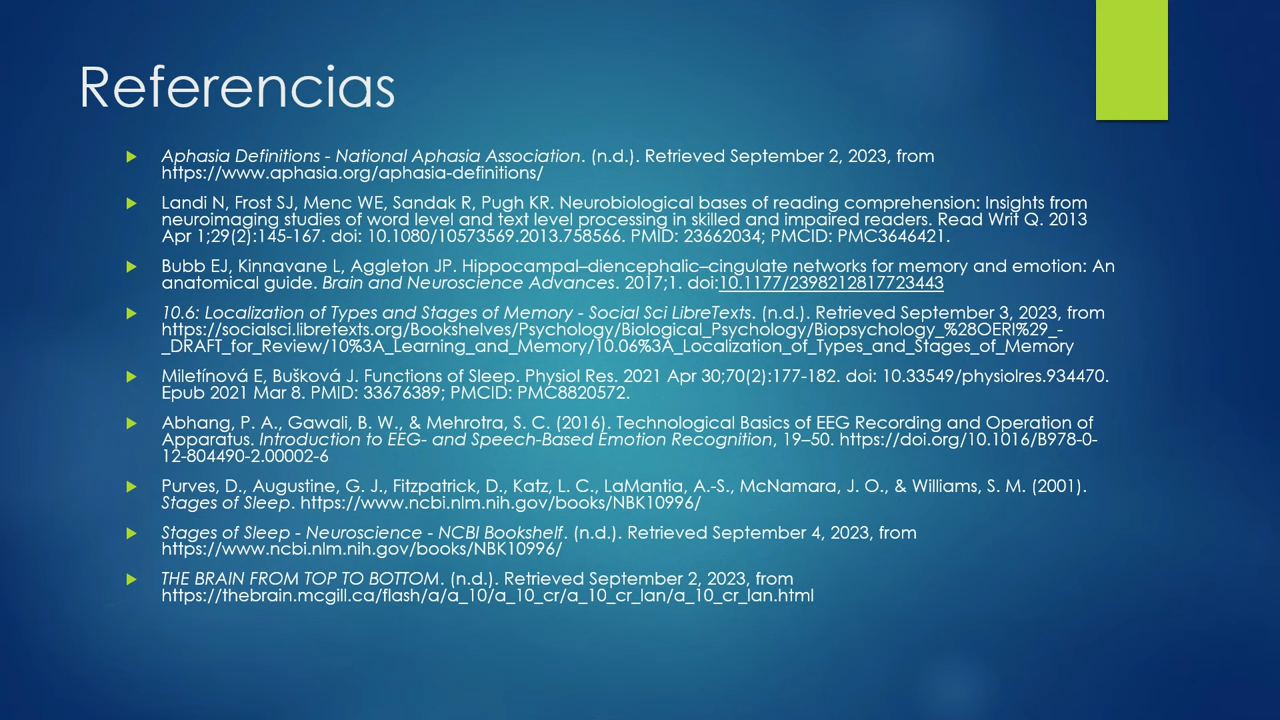 Referencias
Aphasia Definitions - National Aphasia Association. (n.d.). Retrieved September 2, 2023, from
https://www.aphasia.org/aphasia-definitions/
Landi N, Frost SJ, Menc WE, Sandak R, Pugh KR. Neurobiological bases of reading comprehension: Insights from
neuroimaging studies of word level and text level processing in skilled and impaired readers. Read Writ Q. 2013
Apr 1;29(2):145-167. doi: 10.1080/10573569.2013.758566. PMID: 23662034; PMCID: PMC3646421.
Bubb EJ, Kinnavane L, Aggleton JP. Hippocampal–diencephalic–cingulate networks for memory and emotion: An
anatomical guide. Brain and Neuroscience Advances. 2017;1. doi:10.1177/2398212817723443
10.6: Localization of Types and Stages of Memory - Social Sci LibreTexts. (n.d.). Retrieved September 3, 2023, from
https://socialsci.libretexts.org/Bookshelves/Psychology/Biological_Psychology/Biopsychology_%28OERI%29_-
_DRAFT_for_Review/10%3A_Learning_and_Memory/10.06%3A_Localization_of_Types_and_Stages_of_Memory
Miletínová E, Bušková J. Functions of Sleep. Physiol Res. 2021 Apr 30;70(2):177-182. doi: 10.33549/physiolres.934470.
Epub 2021 Mar 8. PMID: 33676389; PMCID: PMC8820572.
Abhang, P. A., Gawali, B. W., & Mehrotra, S. C. (2016). Technological Basics of EEG Recording and Operation of
Apparatus. Introduction to EEG- and Speech-Based Emotion Recognition, 19–50. https://doi.org/10.1016/B978-0-
12-804490-2.00002-6
Purves, D., Augustine, G. J., Fitzpatrick, D., Katz, L. C., LaMantia, A.-S., McNamara, J. O., & Williams, S. M. (2001).
Stages of Sleep. https://www.ncbi.nlm.nih.gov/books/NBK10996/
Stages of Sleep - Neuroscience - NCBI Bookshelf. (n.d.). Retrieved September 4, 2023, from
https://www.ncbi.nlm.nih.gov/books/NBK10996/
THE BRAIN FROM TOP TO BOTTOM. (n.d.). Retrieved September 2, 2023, from
https://thebrain.mcgill.ca/flash/a/a_10/a_10_cr/a_10_cr_lan/a_10_cr_lan.html